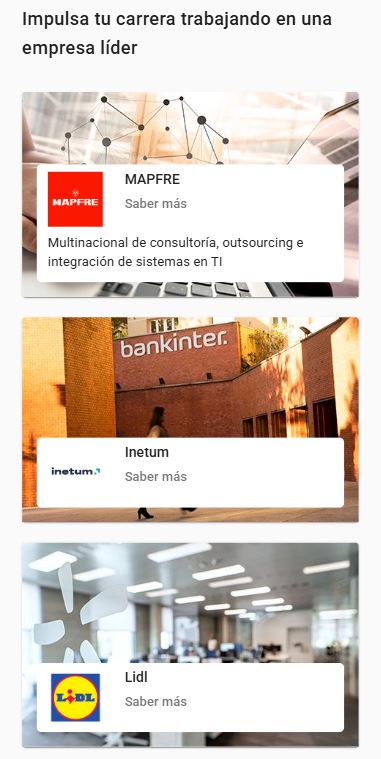 Impulsa tu carrera trabajando en una
empresa líder
MAPFRE
MAPFRE
Saber más
Multinacional de consultoría, outsourcing e
integración de sistemas en TI
bankinter.
inetum.
Inetum
Saber más
LIDL
Lidl
Saber más